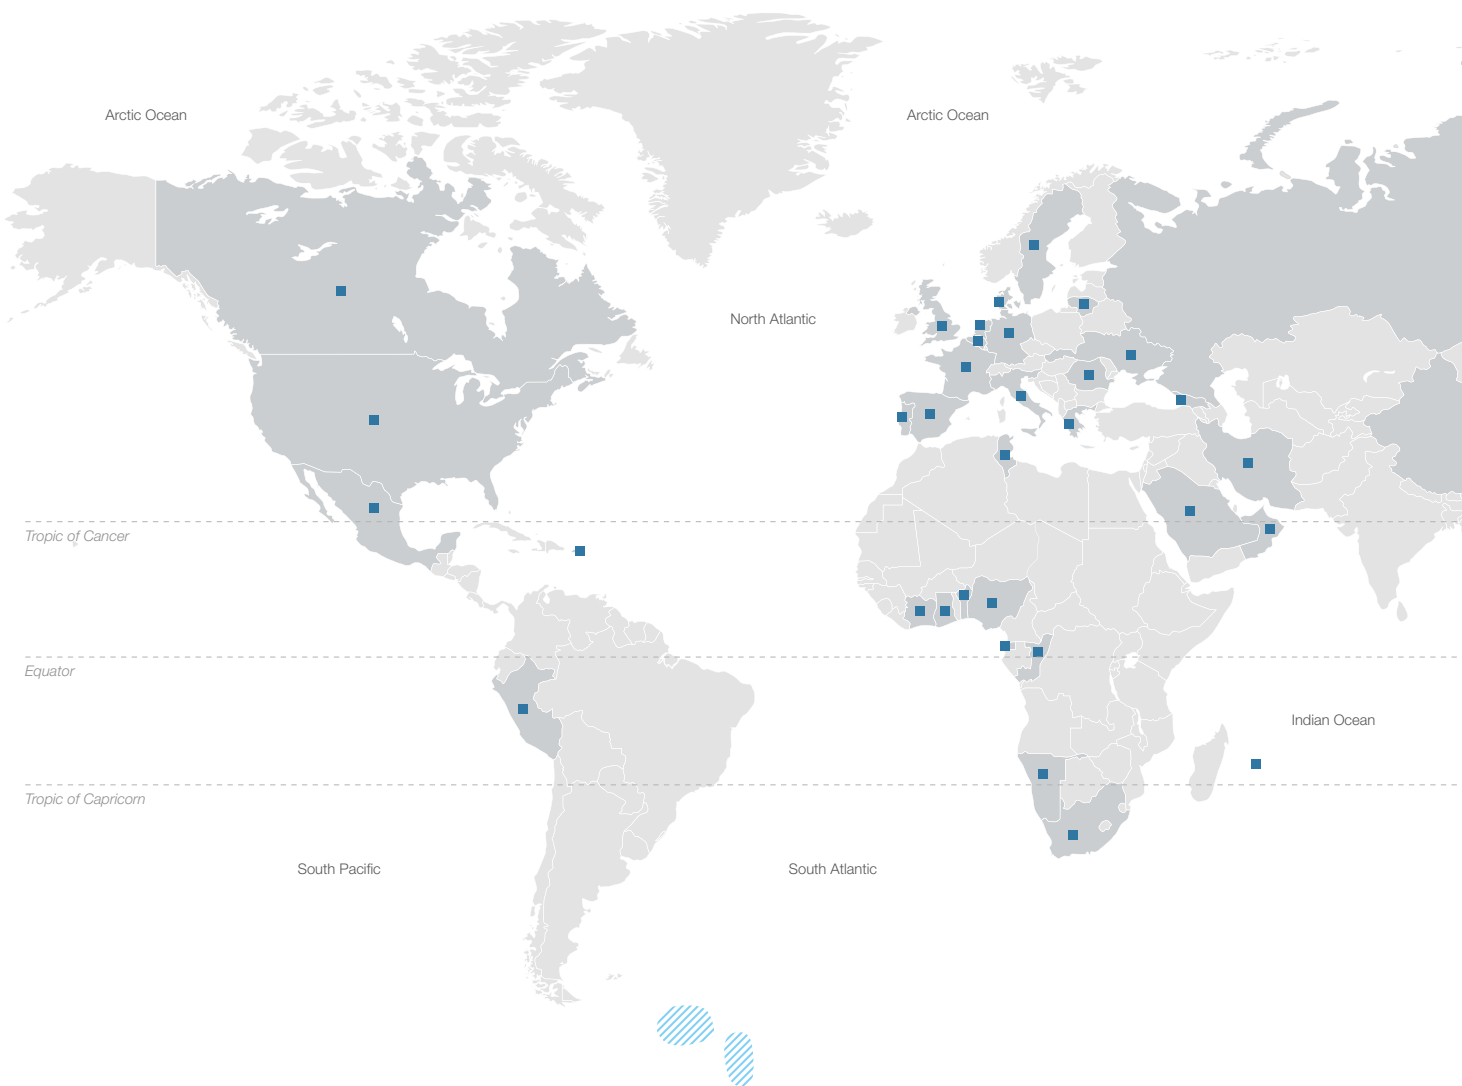 Arctic Ocean
Arctic Ocean
North Atlantic
Tropic of Cancer
Equator
Indian Ocean
Tropic of Capricorn
South Pacific
South Atlantic